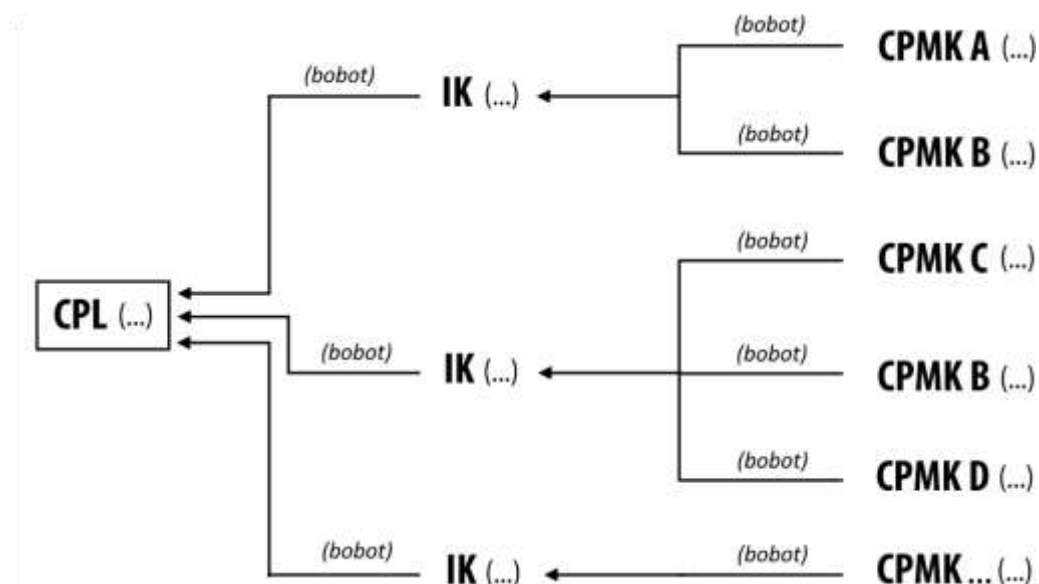 (bobot) CPMK A (...)
(bobot) IK (...)
(bobot) CPMK B (...)
(bobot) CPMK C (...)
CPL (...)
(bobot) IK (...) (bobot) CPMK B (...)
(bobot) CPMK D (...)
(bobot) IK (...) (bobot) CPMK ... (...)